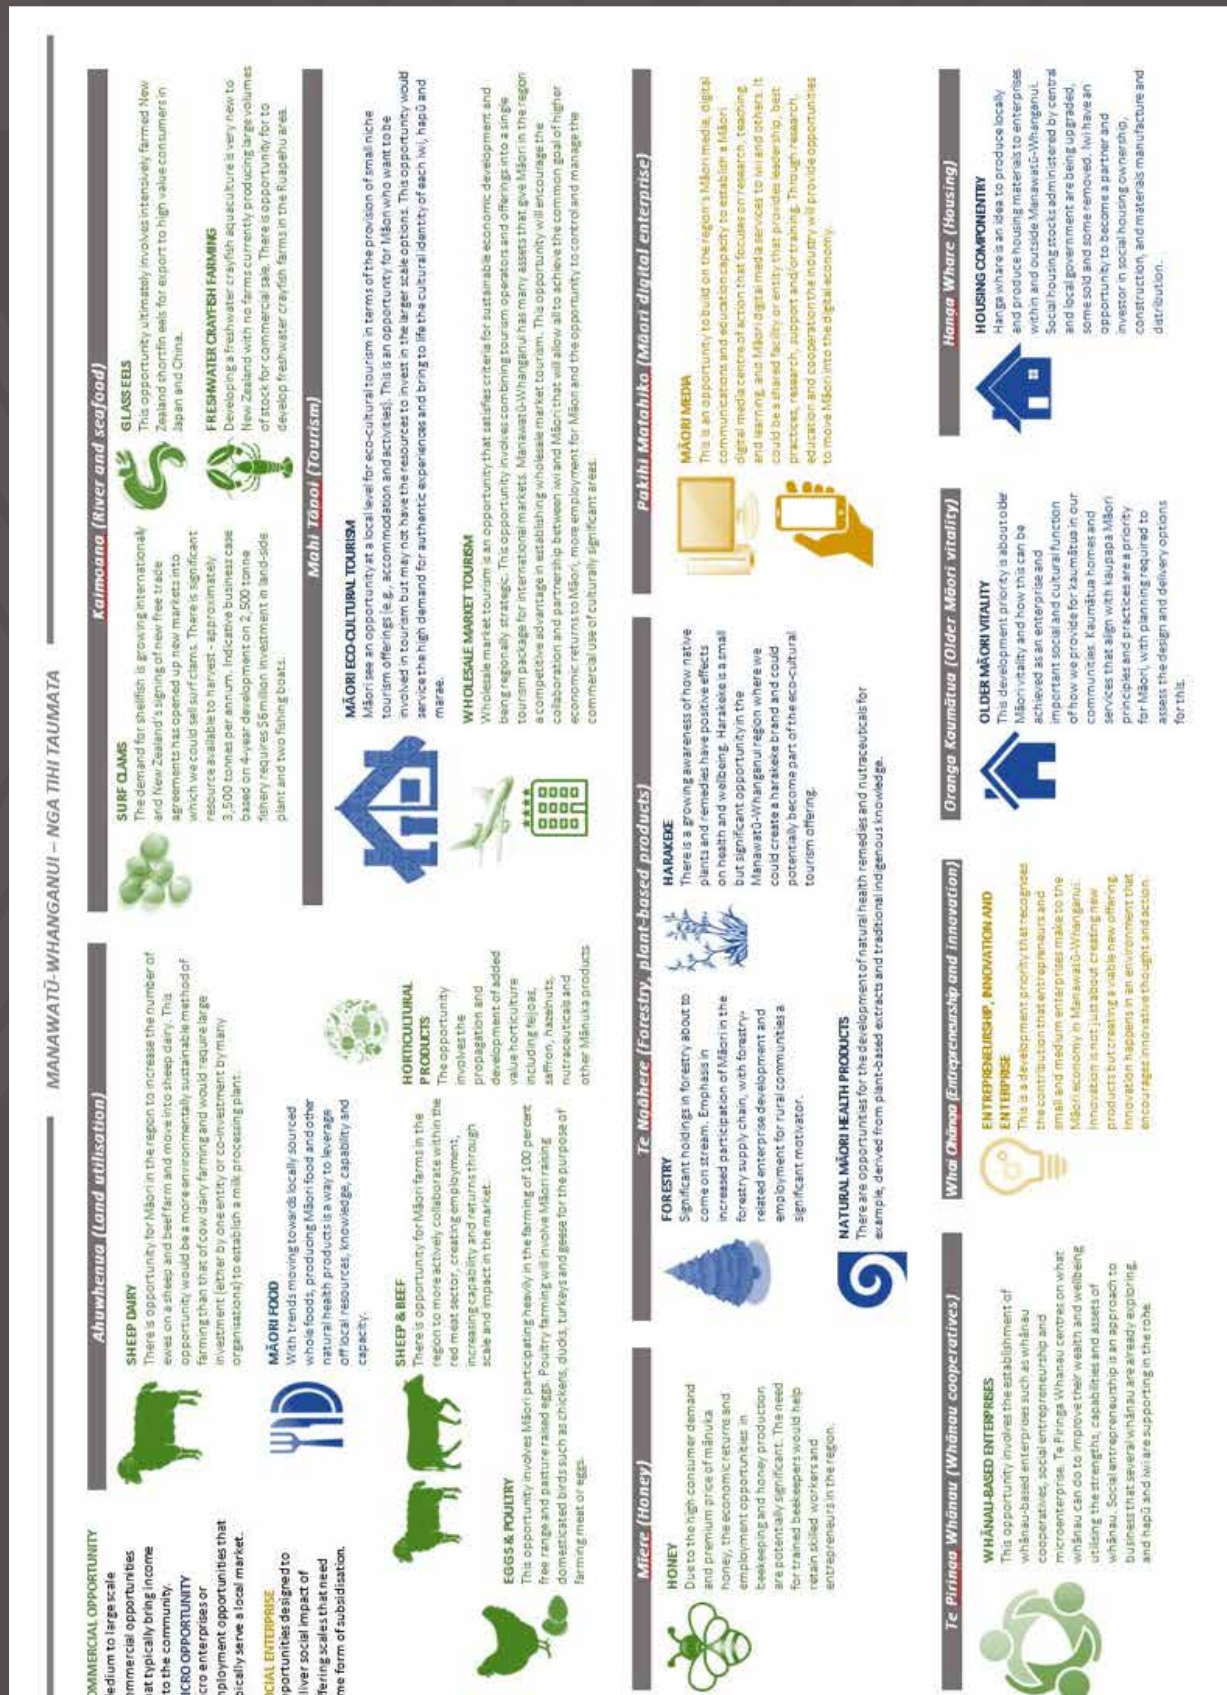 MANAWATŪ-WHANGANUI – NGA TIHI TAUMATA
OMMERCIAL OPPORTUNITY
edium to large scale
mmercial opportunities
at typically bring income
to the community.
ICRO OPPORTUNITY
cro enterprises or
ployment opportunities that
pically serve a local market.
CIAL ENTERPRISE
portunities designed to
liver social impact of
fering scales that need
me form of subsidisation.
Ahuwhenua (Land utilisation)
SHEEP DAIRY
There is opportunity for Māori in the region to increase the number of
ewes on a sheep and beef farm and move into sheep dairy. This
opportunity would be a more environmentally sustainable method of
farming than that of cow dairy farming and would require large
investment (either by one entity or co-investment by many
organisations) to establish a milk processing plant.
MĀORI FOOD
With trends moving towards locally sourced
whole foods, producing Māori food and other
natural health products is a way to leverage
off local resources, knowledge, capability and
capacity.
HORTICULTURAL
PRODUCTS
The opportunity
involves the
propagation and
development of added
value horticulture
including feijoas,
saffron, hazelnuts,
nutraceuticals and
other Mānuka products
SHEEP & BEEF
There is opportunity for Māori farms in the
region to more actively collaborate within the
red meat sector, creating employment,
increasing capability and returns through
scale and impact in the market.
EGGS & POULTRY
This opportunity involves Māori participating heavily in the farming of 100 percent
free range and pasture raised eggs. Poultry farming will involve Māori raising
domesticated birds such as chickens, ducks, turkeys and geese for the purpose of
farming meat or eggs.
Kaimoana (River and seafood)
SURF CLAMS
The demand for shellfish is growing internationally
and New Zealand's signing of new free trade
agreements has opened up new markets into
which we could sell surf clams. There is significant
resource available to harvest - approximately
3,500 tonnes per annum. Indicative business case
based on 4-year development on 2,500 tonne
fishery requires $6million investment in land-side
plant and two fishing boats.
GLASS EELS
This opportunity ultimately involves intensively farmed New
Zealand shortfin eels for export to high value consumers in
Japan and China.
FRESHWATER CRAYFISH FARMING
Developing a freshwater crayfish aquaculture is very new to
New Zealand with no farms currently producing large volumes
of stock for commercial sale. There is opportunity for to
develop freshwater crayfish farms in the Ruapehu area.
Mahi Tāpoi (Tourism)
MĀORI ECO-CULTURAL TOURISM
Māori see an opportunity at a local level for eco-cultural tourism in terms of the provision of small niche
tourism offerings (e.g., accommodation and activities). This is an opportunity for Māori who want to be
involved in tourism but may not have the resources to invest in the larger scale options. This opportunity would
service the high demand for authentic experiences and bring to life the cultural identity of each iwi, hapū and
marae.
WHOLESALE MARKET TOURISM
Wholesale market tourism is an opportunity that satisfies criteria for sustainable economic development and
being regionally strategic. This opportunity involves combining tourism operators and offerings into a single
tourism package for international markets. Manawatū-Whanganui has many assets that give Māori in the region
a competitive advantage in establishing wholesale market tourism. This opportunity will encourage the
collaboration and partnership between iwi and Māori that will allow all to achieve the common goal of higher
economic returns to Māori, more employment for Māori and the opportunity to control and manage the
commercial use of culturally significant areas.
Miere (Honey)
HONEY
Due to the high consumer demand
and premium price of mānuka
honey, the economic returns and
employment opportunities in
beekeeping and honey production
are potentially significant. The need
for trained beekeepers would help
retain skilled workers and
entrepreneurs in the region.
Te Ngāhere (Forestry, plant-based products)
FORESTRY
Significant holdings in forestry about to
come on stream. Emphasis in
increased participation of Māori in the
forestry supply chain, with forestry-
related enterprise development and
employment for rural communities a
significant motivator.
HARAKEKE
There is a growing awareness of how native
plants and remedies have positive effects
on health and wellbeing. Harakeke is a small
but significant opportunity in the
Manawatū-Whanganui region where we
could create a harakeke brand and could
potentially become part of the eco-cultural
tourism offering.
NATURAL MĀORI HEALTH PRODUCTS
There are opportunities for the development of natural health remedies and nutraceuticals for
example, derived from plant-based extracts and traditional indigenous knowledge.
Pakihi Matahiko (Māori digital enterprise)
MĀORI MEDIA
This is an opportunity to build on the region's Māori media, digital
communications and education capacity to establish a Māori
digital media centre of action that focuses on research, teaching
and learning, and Māori digital media services to iwi and others. It
could be a shared facility or entity that provides leadership, best
practices, research, support and/or training. Through research,
education and cooperation the industry will provide opportunities
to move Māori into the digital economy.
Te Pīringa Whānau (Whānau cooperatives)
WHĀNAU-BASED ENTERPRISES
This opportunity involves the establishment of
whānau-based enterprises such as whānau
cooperatives, social entrepreneurship and
microenterprise. Te Piringa Whanau centres on what
whānau can do to improve their wealth and wellbeing
utilising the strengths, capabilities and assets of
whānau. Social entrepreneurship is an approach to
business that several whānau are already exploring,
and hapū and iwi are supporting in the rohe.
Whai Ohanga (Entrepreneurship and innovation)
ENTREPRENEURSHIP, INNOVATION AND
ENTERPRISE
This is a development priority that recognises
the contribution that entrepreneurs and
small and medium enterprises make to the
Māori economy in Manawatū-Whanganui.
Innovation is not just about creating new
products but creating a viable new offering.
Innovation happens in an environment that
encourages innovative thought and action.
Oranga Kaumātua (Older Māori vitality)
OLDER MĀORI VITALITY
This development priority is about older
Māori vitality and how this can be
achieved as an enterprise and
important social and cultural function
of how we provide for kaumātua in our
communities. Kaumātua homes and
services that align with kaupapa Māori
principles and practices are a priority
for Māori, with planning required to
assess the design and delivery options
for this.
Hanga Whare (Housing)
HOUSING COMPONENTRY
Hanga whare is an idea to produce locally
and produce housing materials to enterprises
within and outside Manawatū-Whanganui.
Social housing stocks administered by central
and local government are being upgraded,
some sold and some removed. Iwi have an
opportunity to become a partner and
investor in social housing ownership,
construction, and materials manufacture and
distribution.